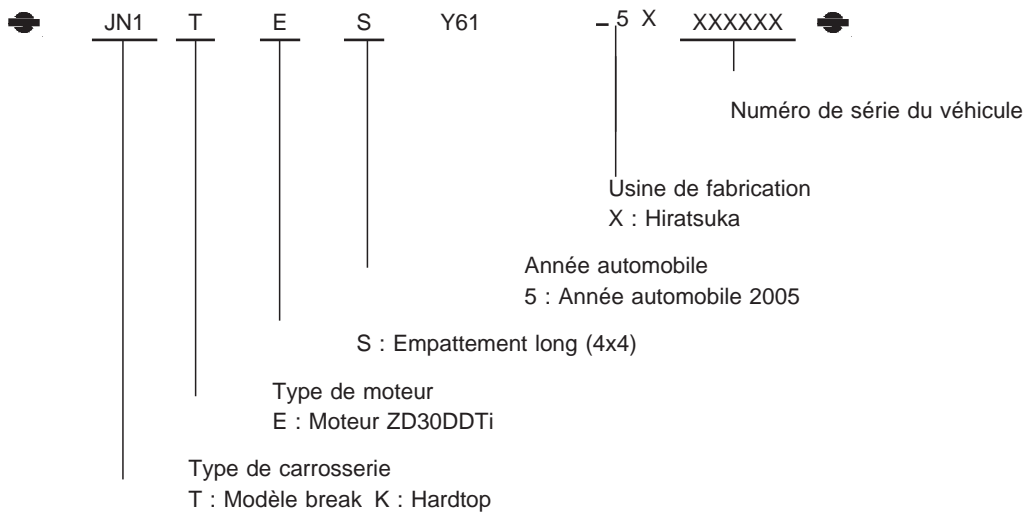 JN1 T E S Y61 – 5 X XXXXXX
Numéro de série du véhicule
Usine de fabrication
X : Hiratsuka
Année automobile
5 : Année automobile 2005
S : Empattement long (4x4)
Type de moteur
E : Moteur ZD30DDTi
Type de carrosserie
T : Modèle break K : Hardtop